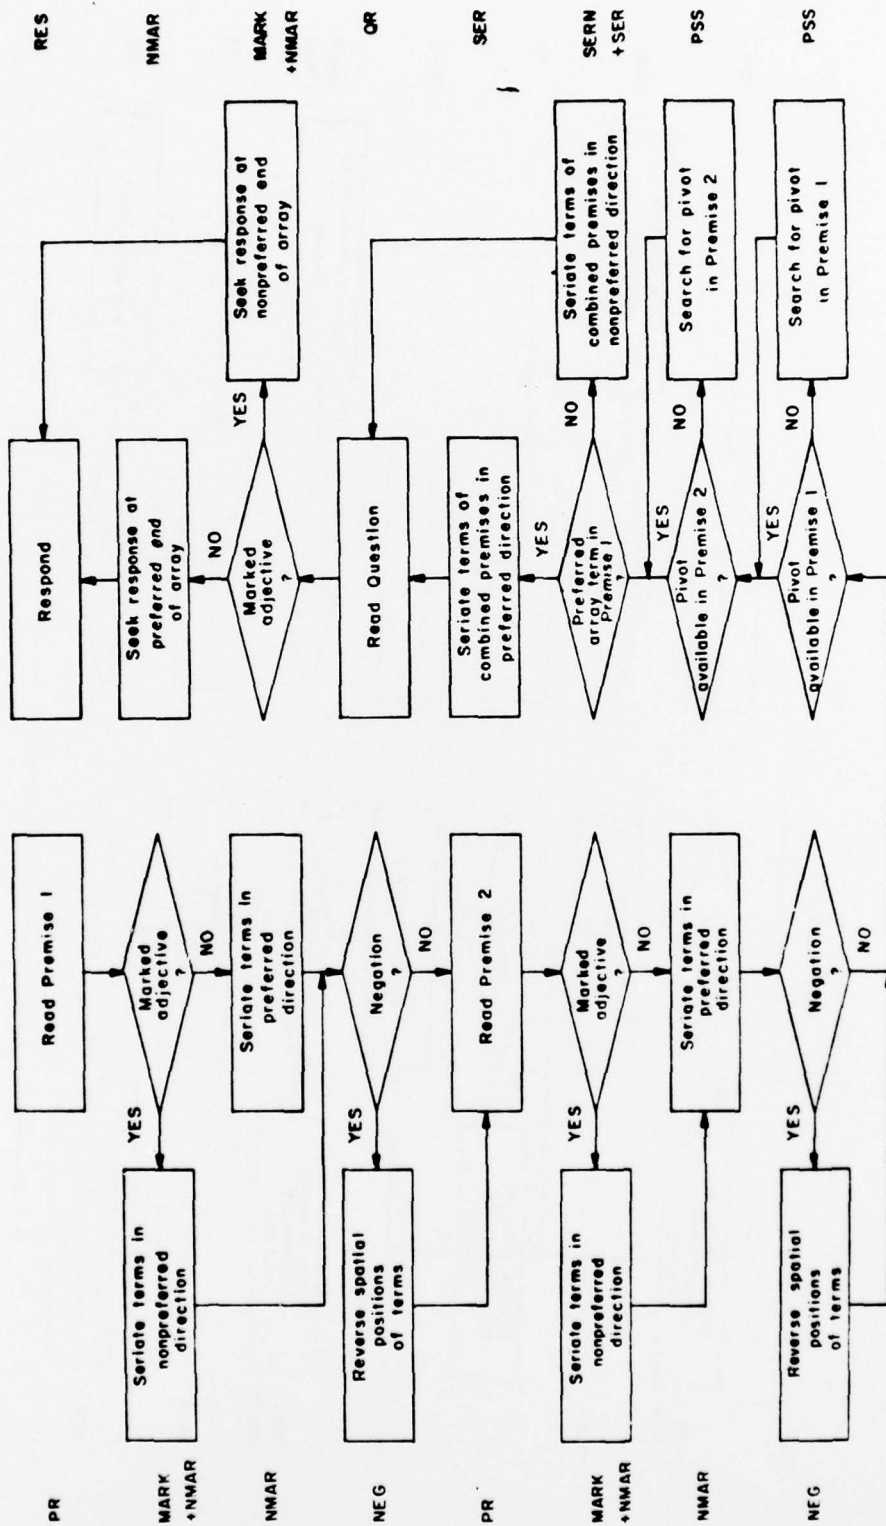 PR
Read Premise 1
MARK
+NMAR
Marked
adjective
?
YES
NO
Seriate terms in
nonpreferred
direction
NMAR
Seriate terms in
preferred
direction
NEG
Negation
?
YES
NO
Reverse spatial
positions
of terms
PR
Read Premise 2
MARK
+NMAR
Marked
adjective
?
YES
NO
Seriate terms in
nonpreferred
direction
NMAR
Seriate terms in
preferred
direction
NEG
Negation
?
YES
NO
Reverse spatial
positions
of terms
Respond
RES
Seek response at
preferred end
of array
NMAR
NO
Marked
adjective
?
YES
Seek response at
nonpreferred end
of array
MARK
+NMAR
Read Question
QR
Seriate terms of
combined premises in
preferred direction
SER
YES
Preferred
array term in
Premise 1
?
NO
Seriate terms of
combined premises in
nonpreferred direction
SERN
+SER
YES
Pivot
available in Premise 2
?
NO
Search for pivot
in Premise 2
PSS
YES
Pivot
available in Premise 1
?
NO
Search for pivot
in Premise 1
PSS